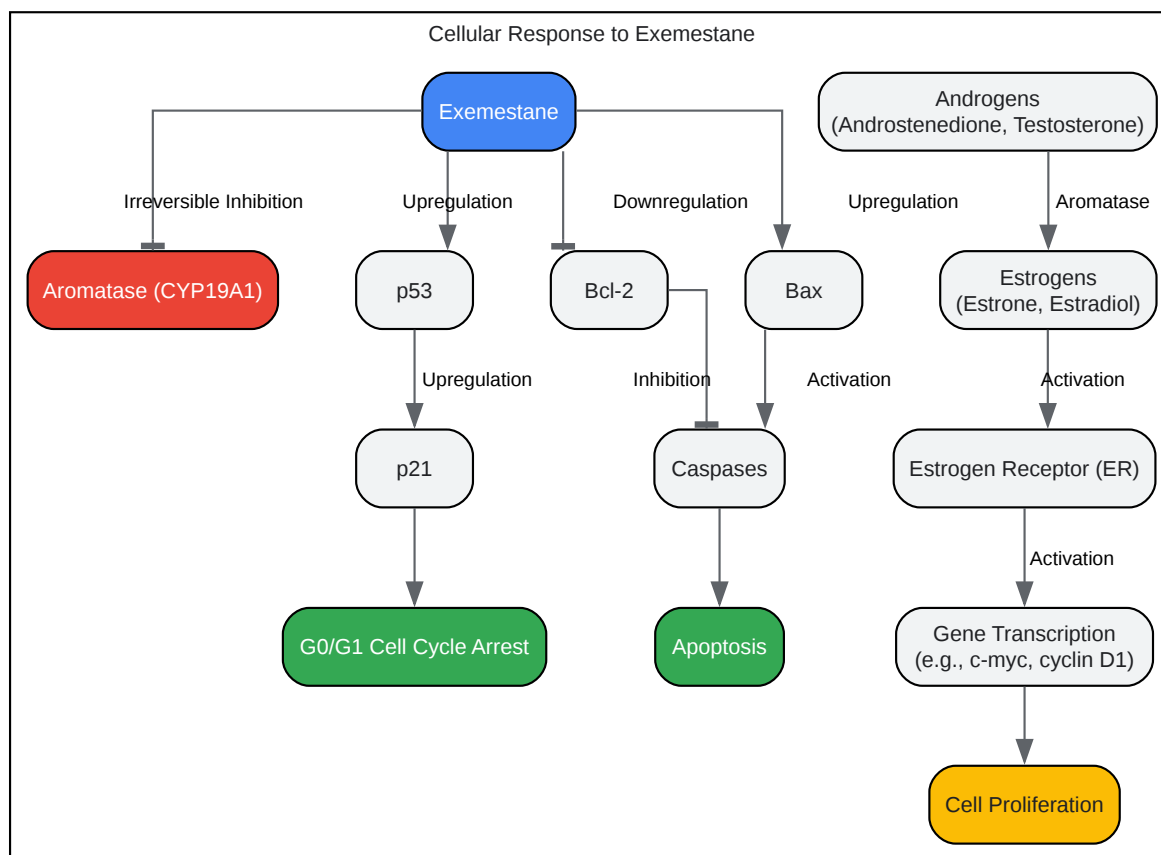 Cellular Response to Exemestane
Exemestane
Androgens
(Androstenedione, Testosterone)
Irreversible Inhibition
Upregulation
Downregulation
Upregulation
Aromatase
Aromatase (CYP19A1)
p53
Bcl-2
Bax
Estrogens
(Estrone, Estradiol)
Upregulation
Inhibition
Activation
Activation
p21
Caspases
Estrogen Receptor (ER)
Activation
G0/G1 Cell Cycle Arrest
Apoptosis
Gene Transcription
(e.g., c-myc, cyclin D1)
Cell Proliferation